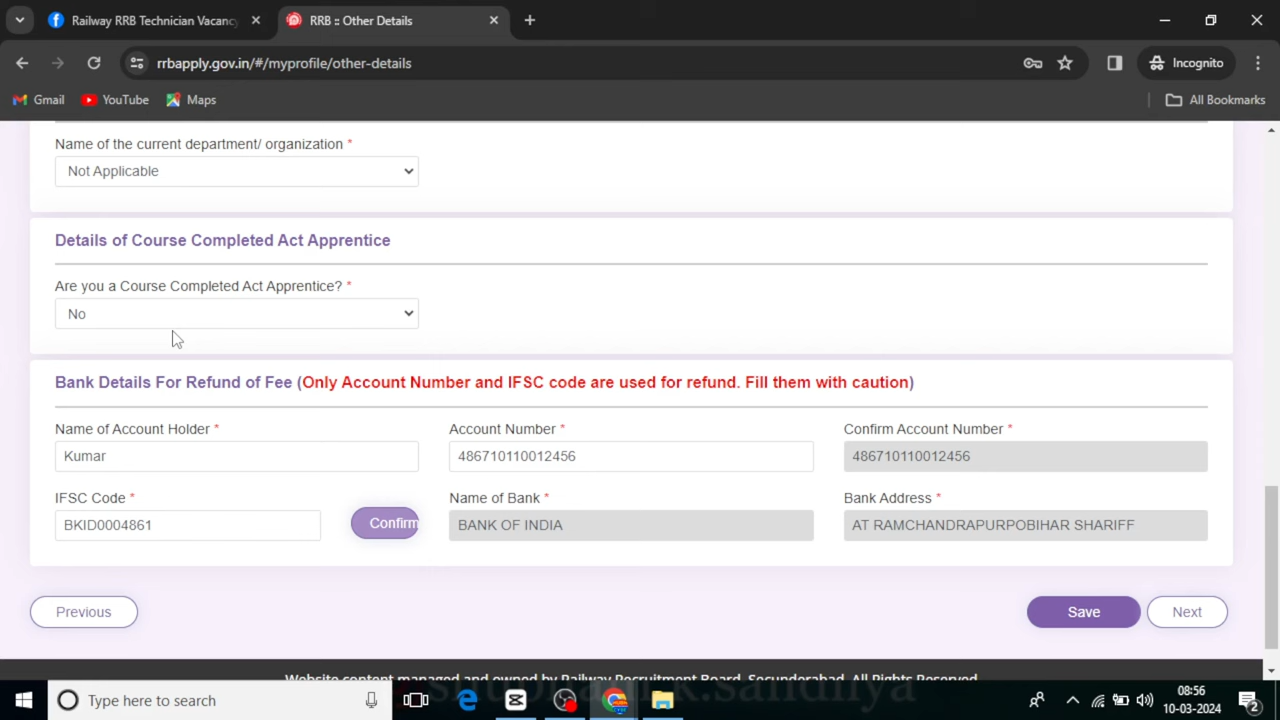 Railway RRB Technician Vacancy
RRB :: Other Details
rrbapply.gov.in/#/myprofile/other-details
Incognito
Gmail
YouTube
Maps
All Bookmarks
Name of the current department/ organization *
Not Applicable
Details of Course Completed Act Apprentice
Are you a Course Completed Act Apprentice? *
No
Bank Details For Refund of Fee (Only Account Number and IFSC code are used for refund. Fill them with caution)
Name of Account Holder *
Account Number *
Confirm Account Number *
Kumar
486710110012456
486710110012456
IFSC Code *
Name of Bank *
Bank Address *
BKID0004861
Confirm
BANK OF INDIA
AT RAMCHANDRAPURPOBIHAR SHARIFF
Previous
Save
Next
Website content managed and owned by Railway Recruitment Board, Secunderabad. All Rights Reserved
Type here to search
08:56
10-03-2024
2